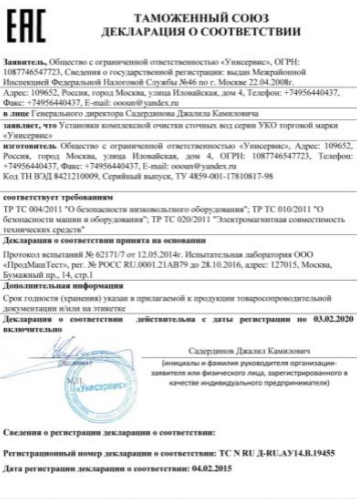 ЕАС
ТАМОЖЕННЫЙ СОЮЗ
ДЕКЛАРАЦИЯ О СООТВЕТСТВИИ
Заявитель, Общество с ограниченной ответственностью «Унисервис», ОГРН:
1087746547723, Сведения о государственной регистрации: выдан Межрайонной
Инспекцией Федеральной Налоговой Службы №46 по г. Москве 22.04.2008г.
Адрес: 109652, Россия, город Москва, улица Иловайская, дом 4, Телефон: +74956440437,
Факс: +74956440437, E-mail: oooun@yandex.ru
в лице Генерального директора Садердинова Джалила Камиловича
заявляет, что Установки комплексной очистки сточных вод серии УКО торговой марки
«Унисервис»
изготовитель Общество с ограниченной ответственностью «Унисервис», Адрес: 109652,
Россия, город Москва, улица Иловайская, дом 4, ОГРН: 1087746547723, Телефон:
+74956440437, Факс: +74956440437, E-mail: oooun@yandex.ru
Код ТН ВЭД 8421210009, Серийный выпуск, ТУ 4859-001-17810817-98
соответствует требованиям
ТР ТС 004/2011 "О безопасности низковольтного оборудования"; ТР ТС 010/2011 "О
безопасности машин и оборудования"; ТР ТС 020/2011 "Электромагнитная совместимость
технических средств"
Декларация о соответствии принята на основании
Протокол испытаний № 62171/7 от 12.05.2014г. Испытательная лаборатория ООО
«ПродМашТест», рег. № РОСС RU.0001.21АВ79 до 28.10.2016, адрес: 127015, Москва,
Бумажный пр., 14, стр.1
Дополнительная информация
Срок годности (хранения) указан в прилагаемой к продукции товаросопроводительной
документации и/или на этикетке
Декларация о соответствии действительна с даты регистрации по 03.02.2020
включительно
Садердинов Джалил Камилович
(инициалы и фамилия руководителя организации-
заявителя или физического лица, зарегистрированного в
качестве индивидуального предпринимателя)
М.П.
«Унисервис»
Сведения о регистрации декларации о соответствии:
Регистрационный номер декларации о соответствии: ТС N RU Д-RU.АУ14.В.19455
Дата регистрации декларации о соответствии: 04.02.2015